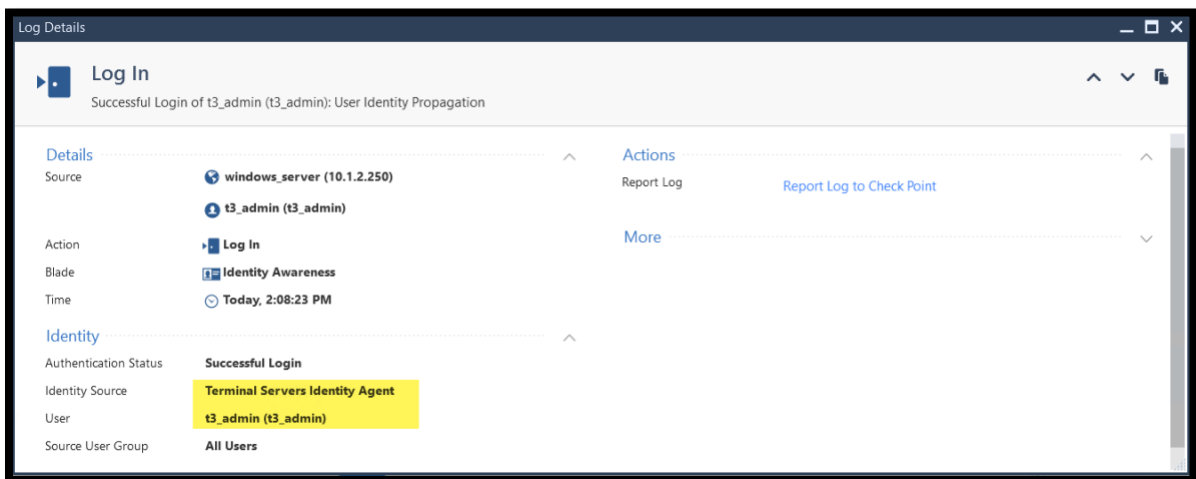 Log Details
Log In
Successful Login of t3_admin (t3_admin): User Identity Propagation
Details
Source windows_server (10.1.2.250)
t3_admin (t3_admin)
Action Log In
Blade Identity Awareness
Time Today, 2:08:23 PM
Identity
Authentication Status Successful Login
Identity Source Terminal Servers Identity Agent
User t3_admin (t3_admin)
Source User Group All Users
Actions
Report Log Report Log to Check Point
More